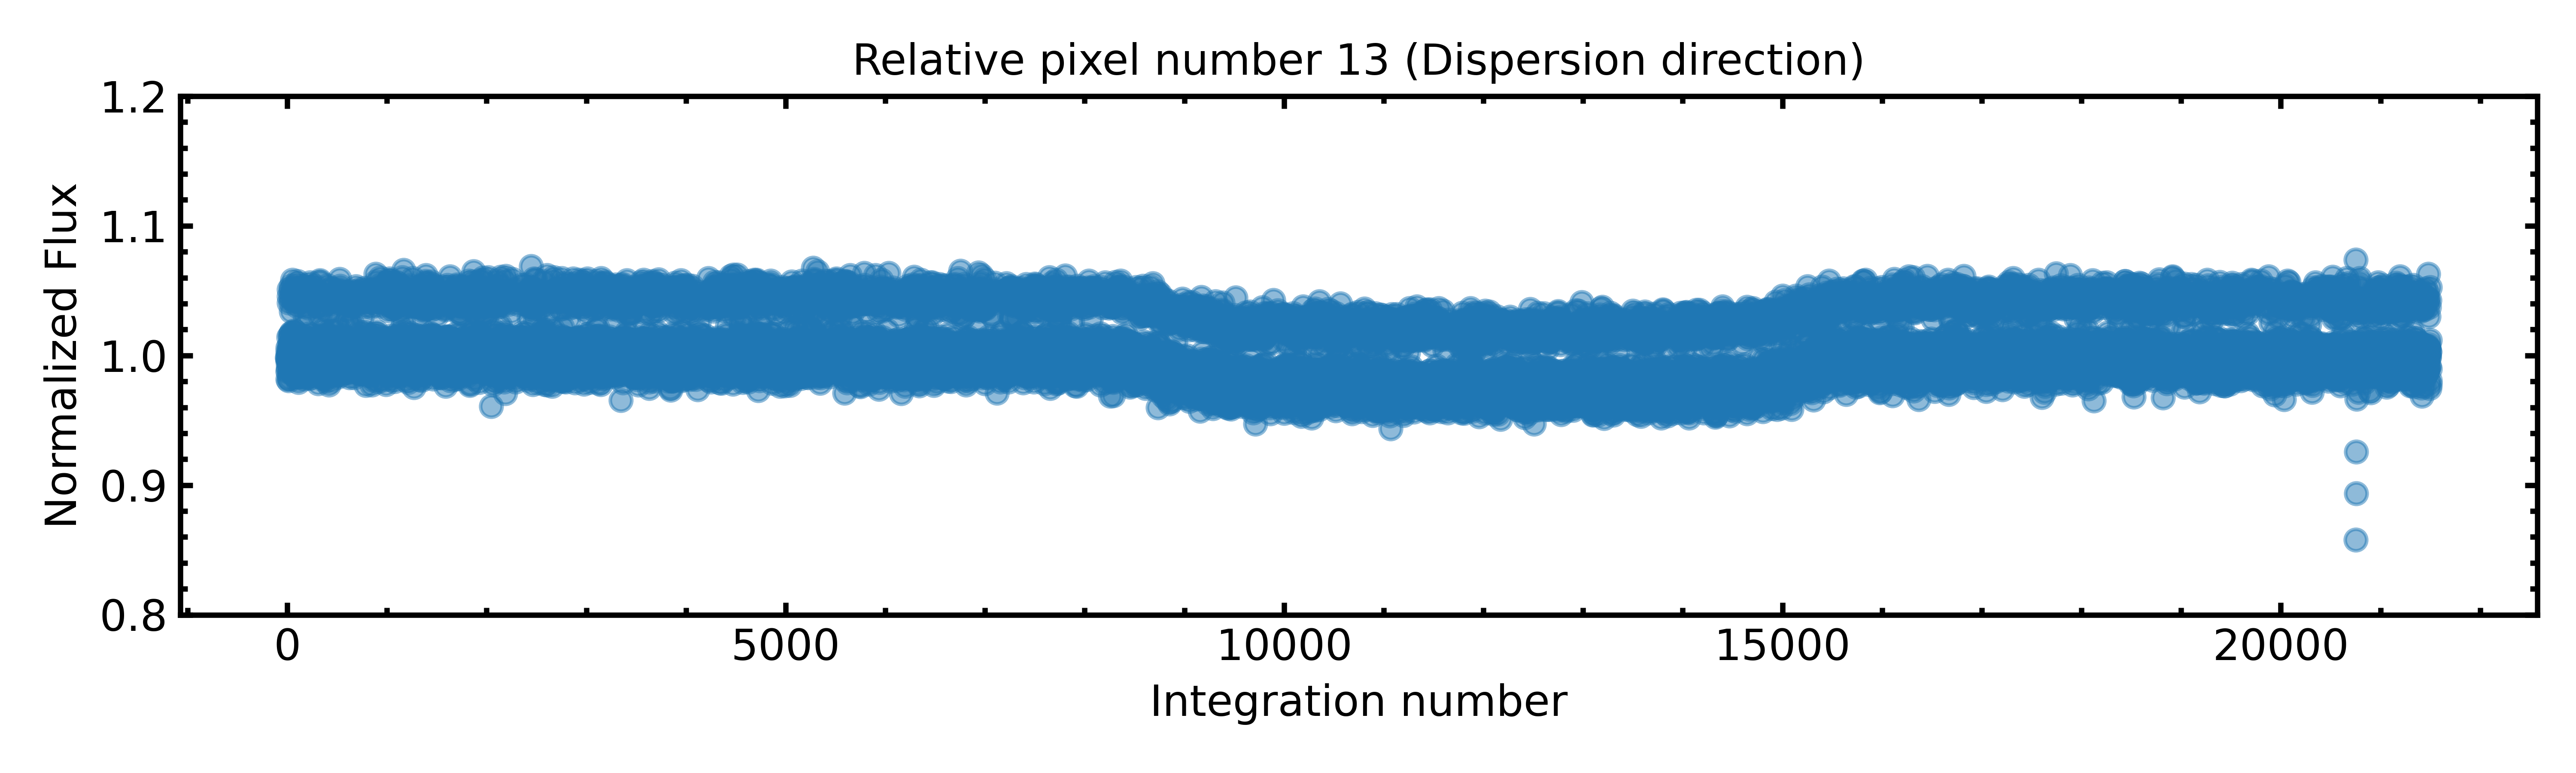 Relative pixel number 13 (Dispersion direction)
1.2
1.1
1.0
0.9
0.8
Normalized Flux
0 5000 10000 15000 20000
Integration number